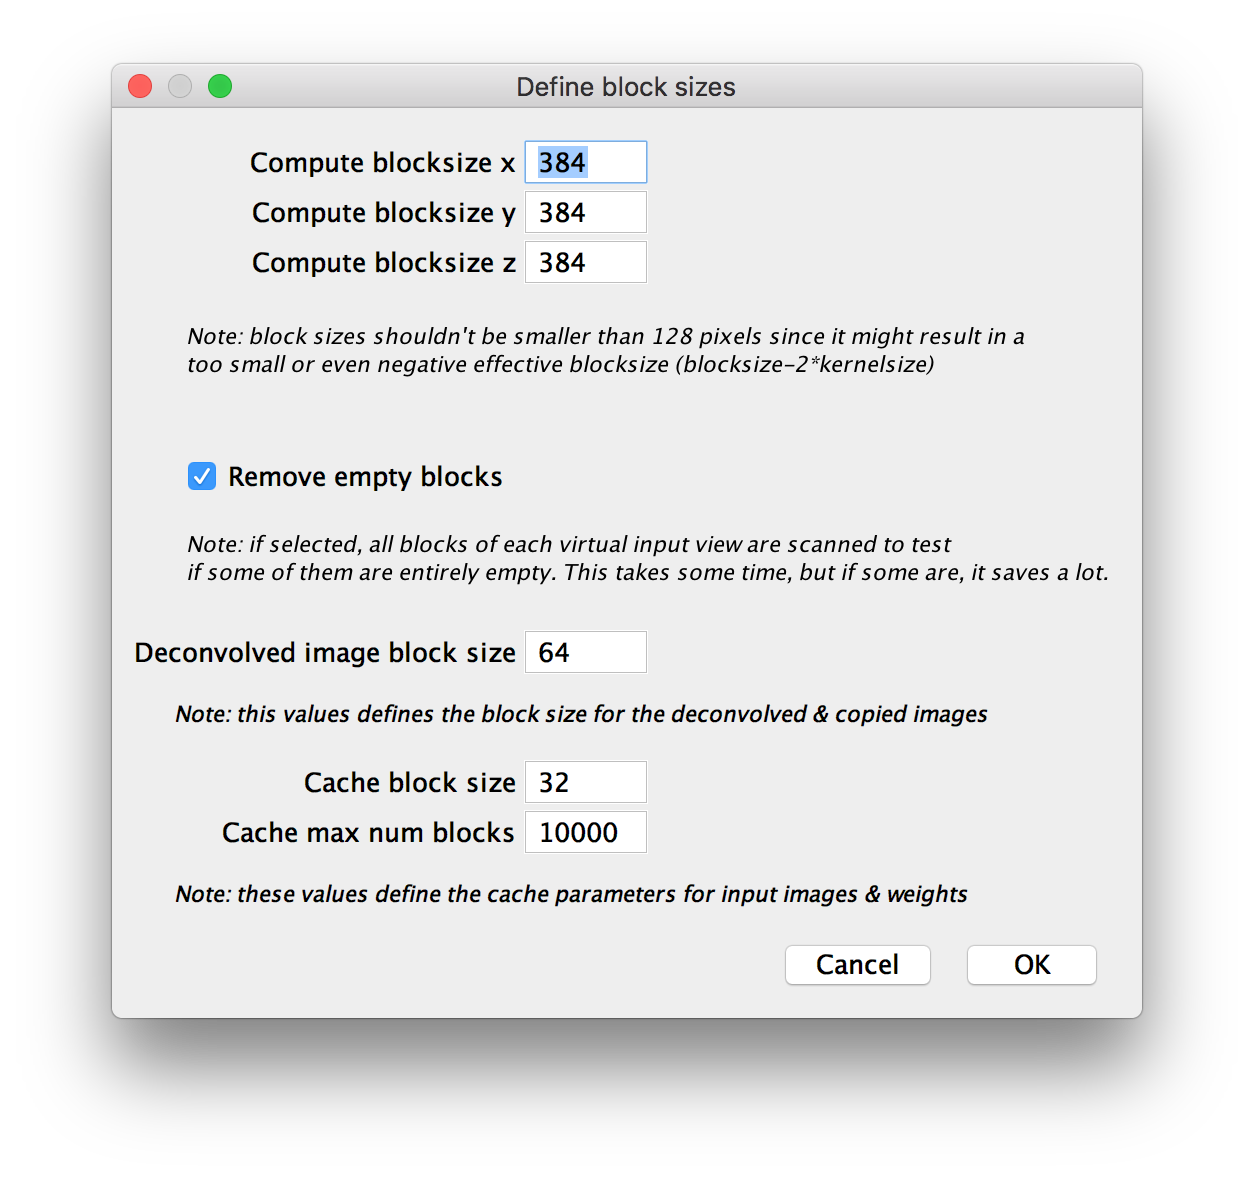 Define block sizes
Compute blocksize x 384
Compute blocksize y 384
Compute blocksize z 384
Note: block sizes shouldn't be smaller than 128 pixels since it might result in a
too small or even negative effective blocksize (blocksize-2*kernelsize)
Remove empty blocks
Note: if selected, all blocks of each virtual input view are scanned to test
if some of them are entirely empty. This takes some time, but if some are, it saves a lot.
Deconvolved image block size 64
Note: this values defines the block size for the deconvolved & copied images
Cache block size 32
Cache max num blocks 10000
Note: these values define the cache parameters for input images & weights
Cancel OK